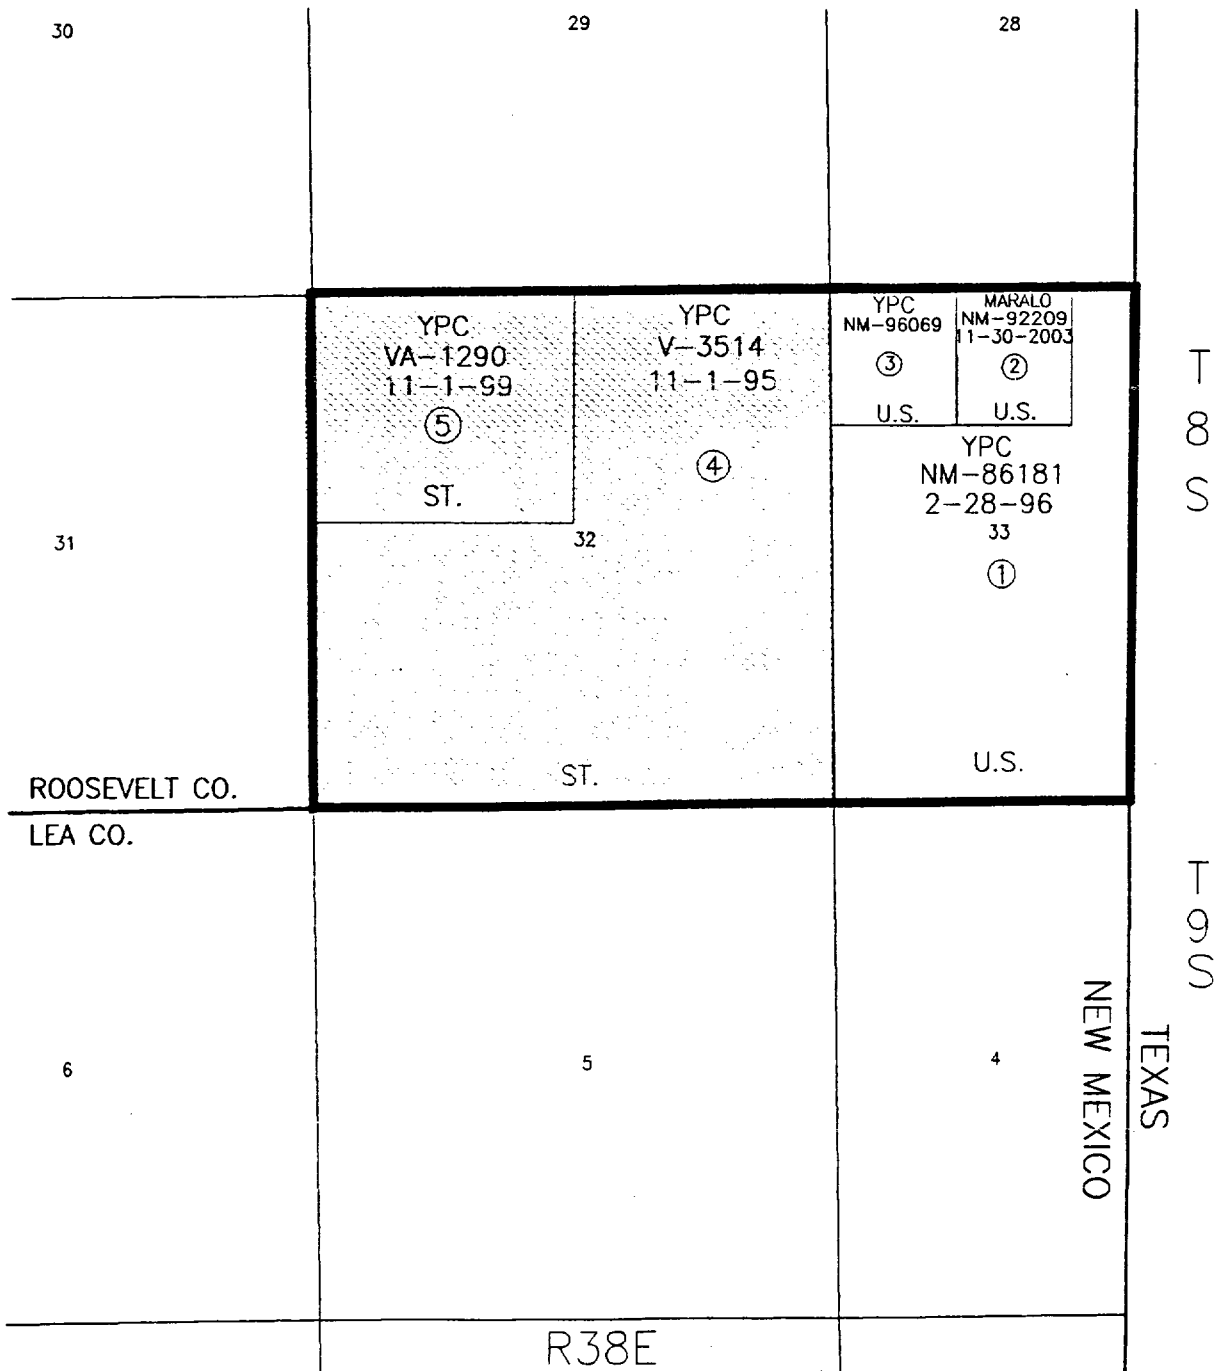 30
29
28
YPC
VA-1290
11-1-99
5
ST.
YPC
V-3514
11-1-95
4
YPC
NM-96069
3
U.S.
MARALO
NM-92209
11-30-2003
2
U.S.
YPC
NM-86181
2-28-96
33
1
U.S.
31
32
ST.
T 8 S
ROOSEVELT CO.
LEA CO.
T 9 S
6
5
4
NEW MEXICO
TEXAS
R38E